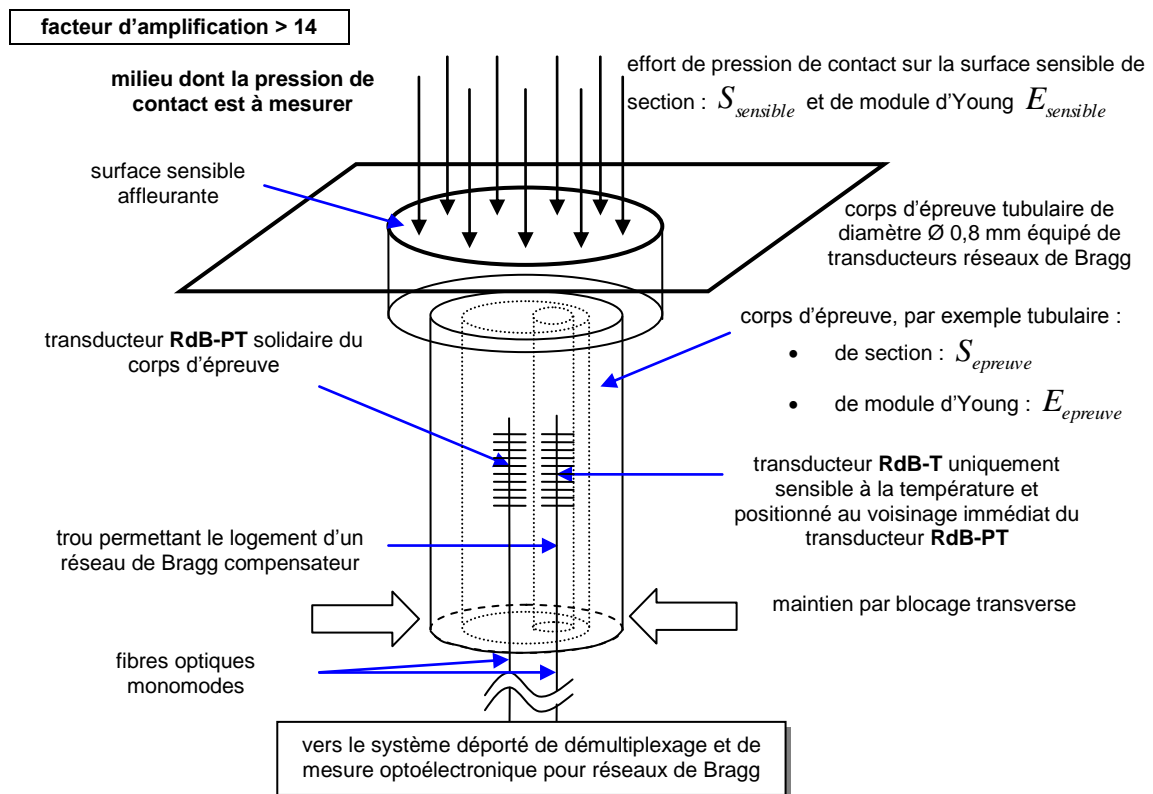 facteur d'amplification > 14
milieu dont la pression de
contact est à mesurer
effort de pression de contact sur la surface sensible de
section : S_sensible et de module d'Young E_sensible
surface sensible
affleurante
corps d'épreuve tubulaire de
diamètre Ø 0,8 mm équipé de
transducteurs réseaux de Bragg
transducteur RdB-PT solidaire du
corps d'épreuve
corps d'épreuve, par exemple tubulaire :
• de section : S_epreuve
• de module d'Young : E_epreuve
transducteur RdB-T uniquement
sensible à la température et
positionné au voisinage immédiat du
transducteur RdB-PT
trou permettant le logement d'un
réseau de Bragg compensateur
maintien par blocage transverse
fibres optiques
monomodes
vers le système déporté de démultiplexage et de
mesure optoélectronique pour réseaux de Bragg